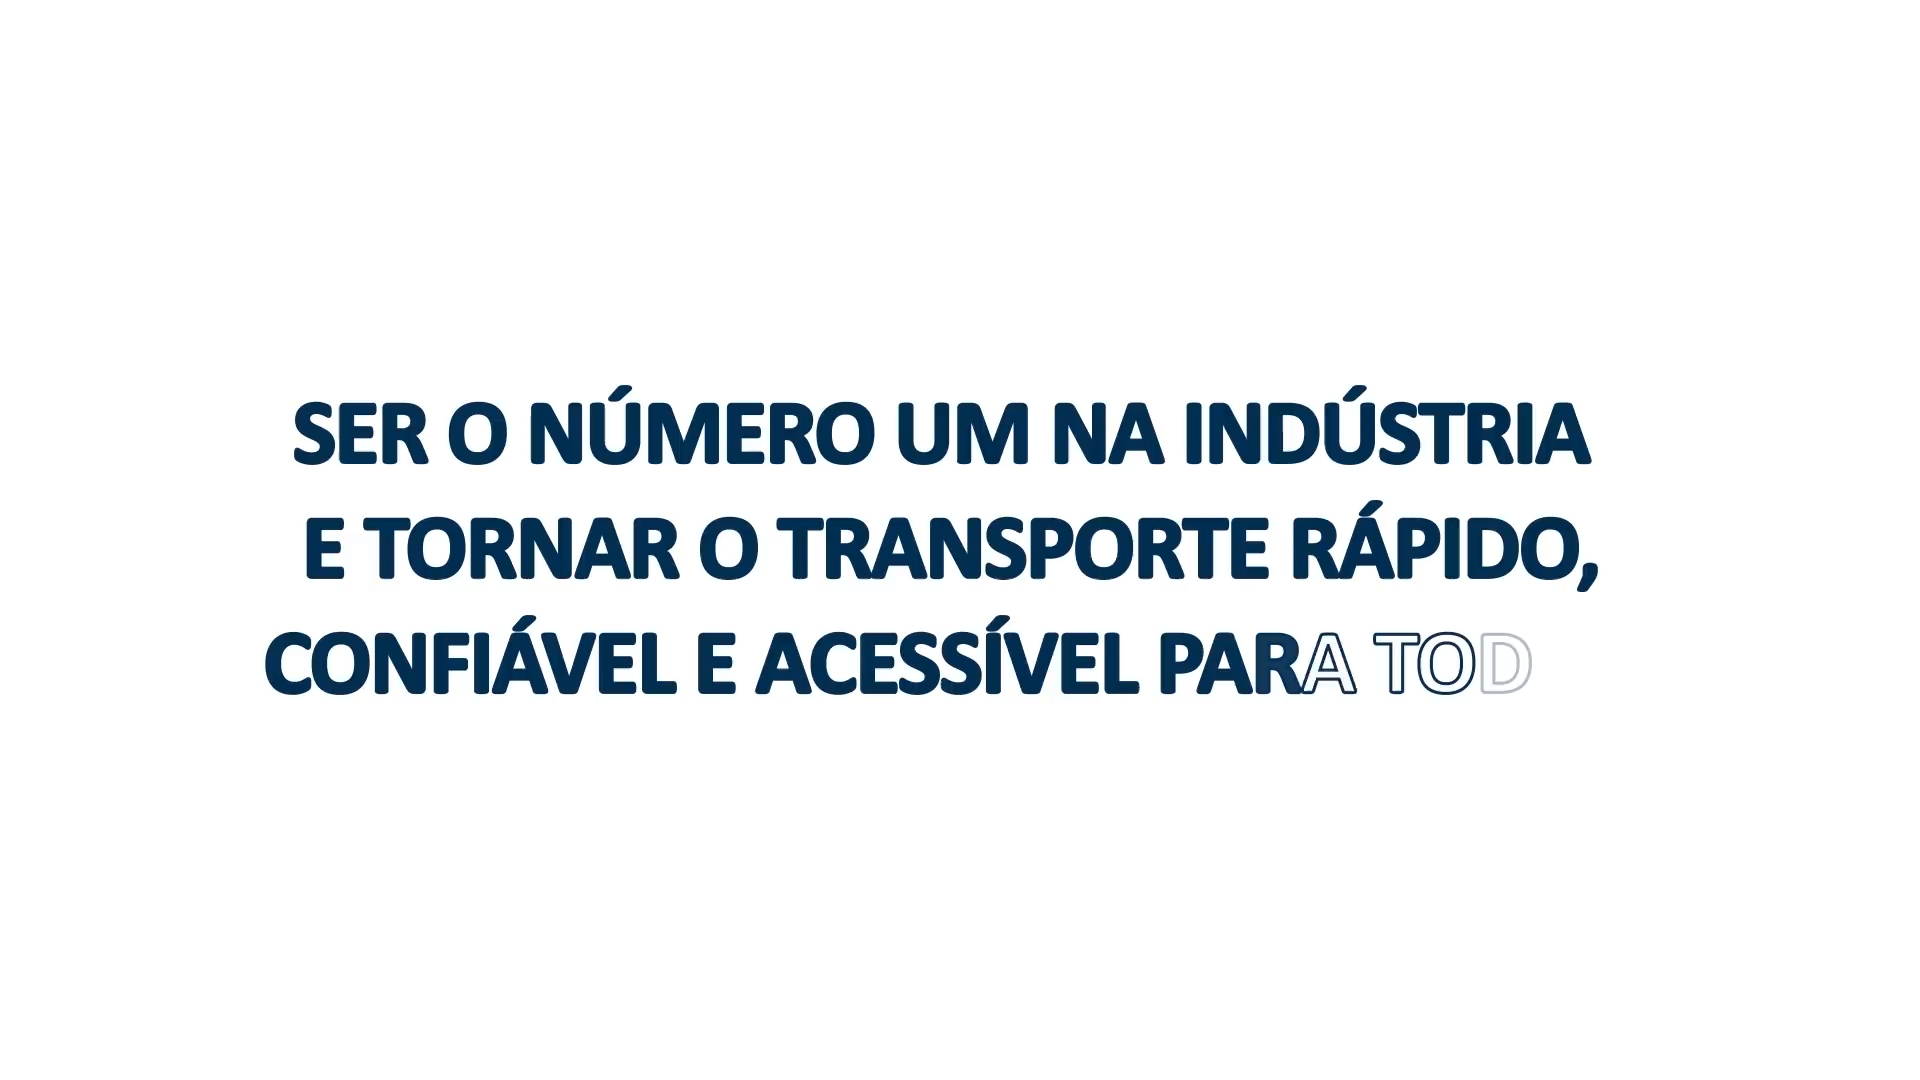 SER O NÚMERO UM NA INDÚSTRIA
E TORNAR O TRANSPORTE RÁPIDO,
CONFIÁVEL E ACESSÍVEL PARA TOD